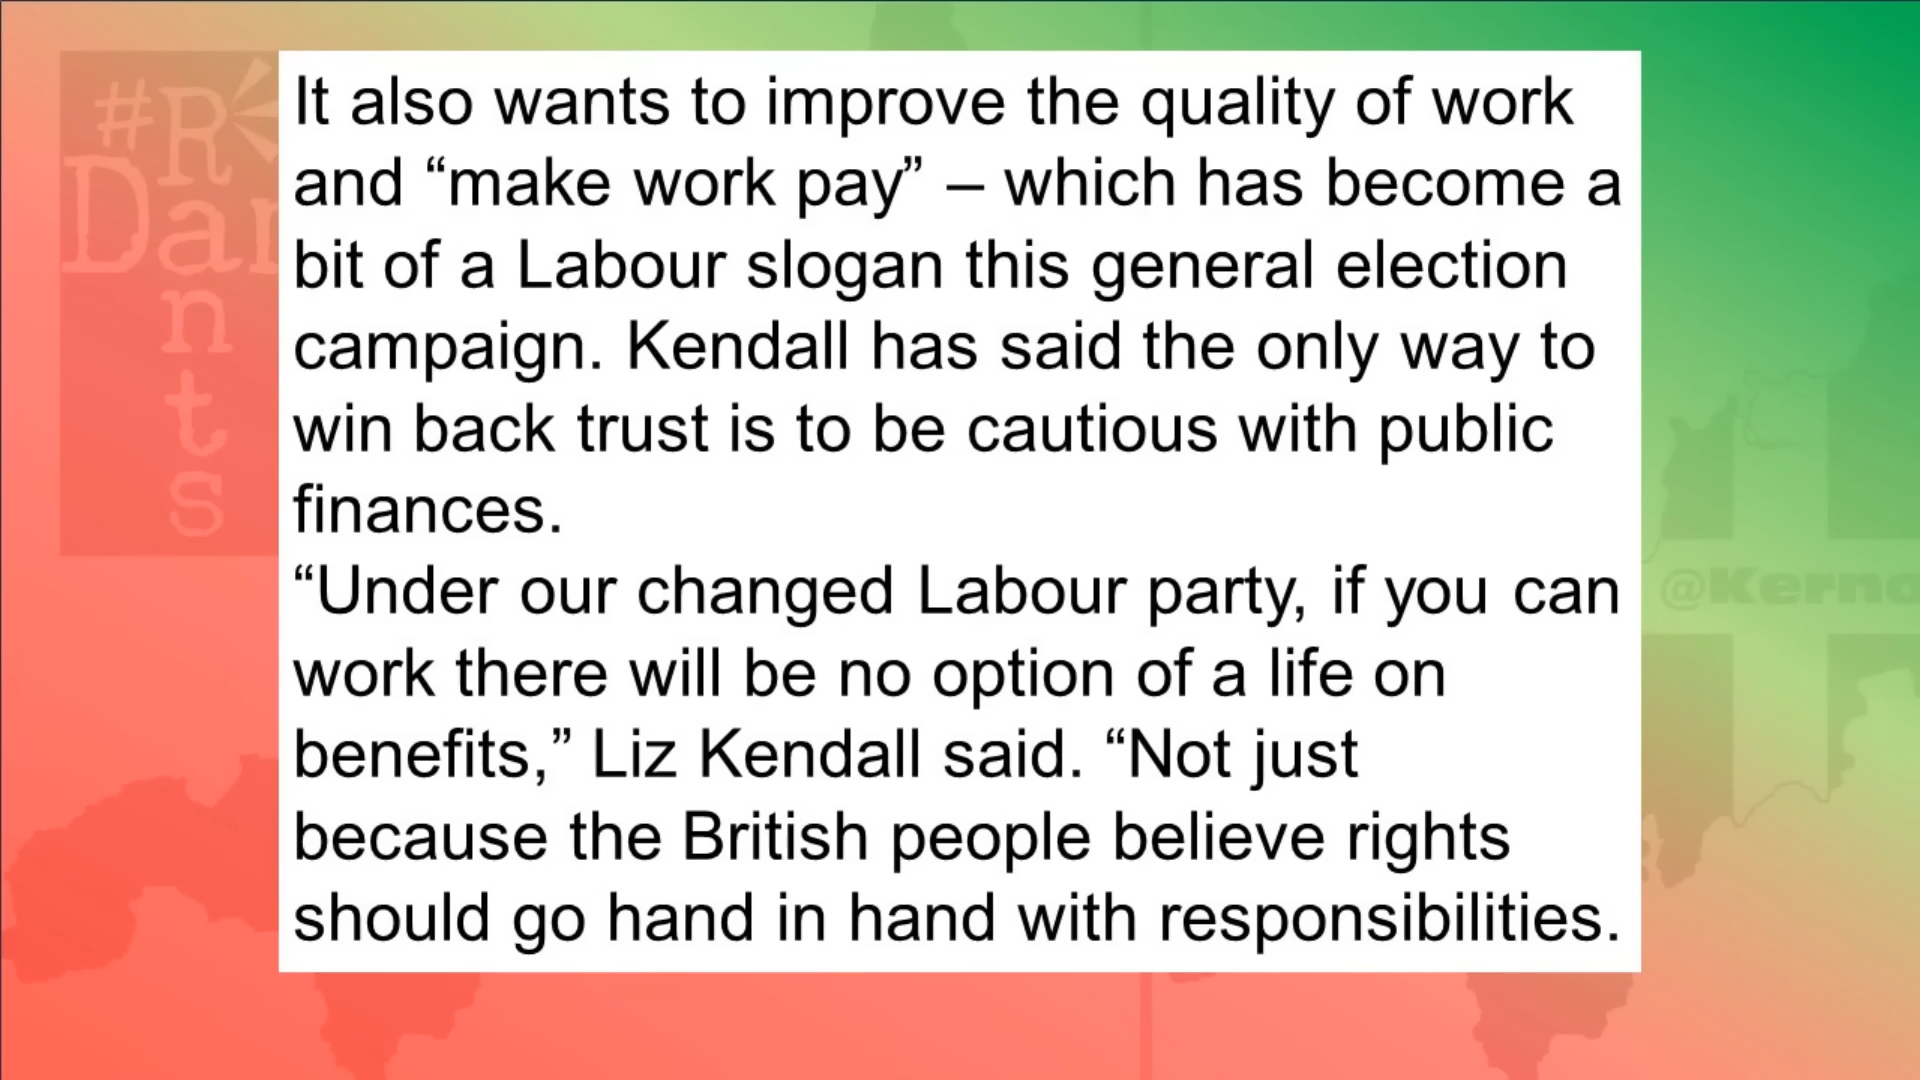 #R
Dan
n
t
s
It also wants to improve the quality of work
and “make work pay” – which has become a
bit of a Labour slogan this general election
campaign. Kendall has said the only way to
win back trust is to be cautious with public
finances.
“Under our changed Labour party, if you can
work there will be no option of a life on
benefits,” Liz Kendall said. “Not just
because the British people believe rights
should go hand in hand with responsibilities.